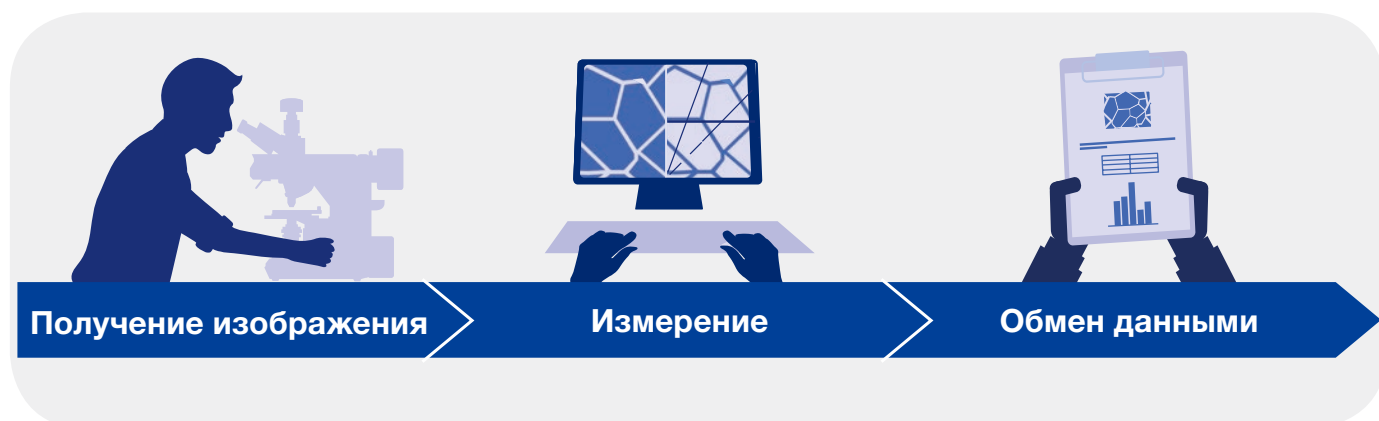 Получение изображения
Измерение
Обмен данными